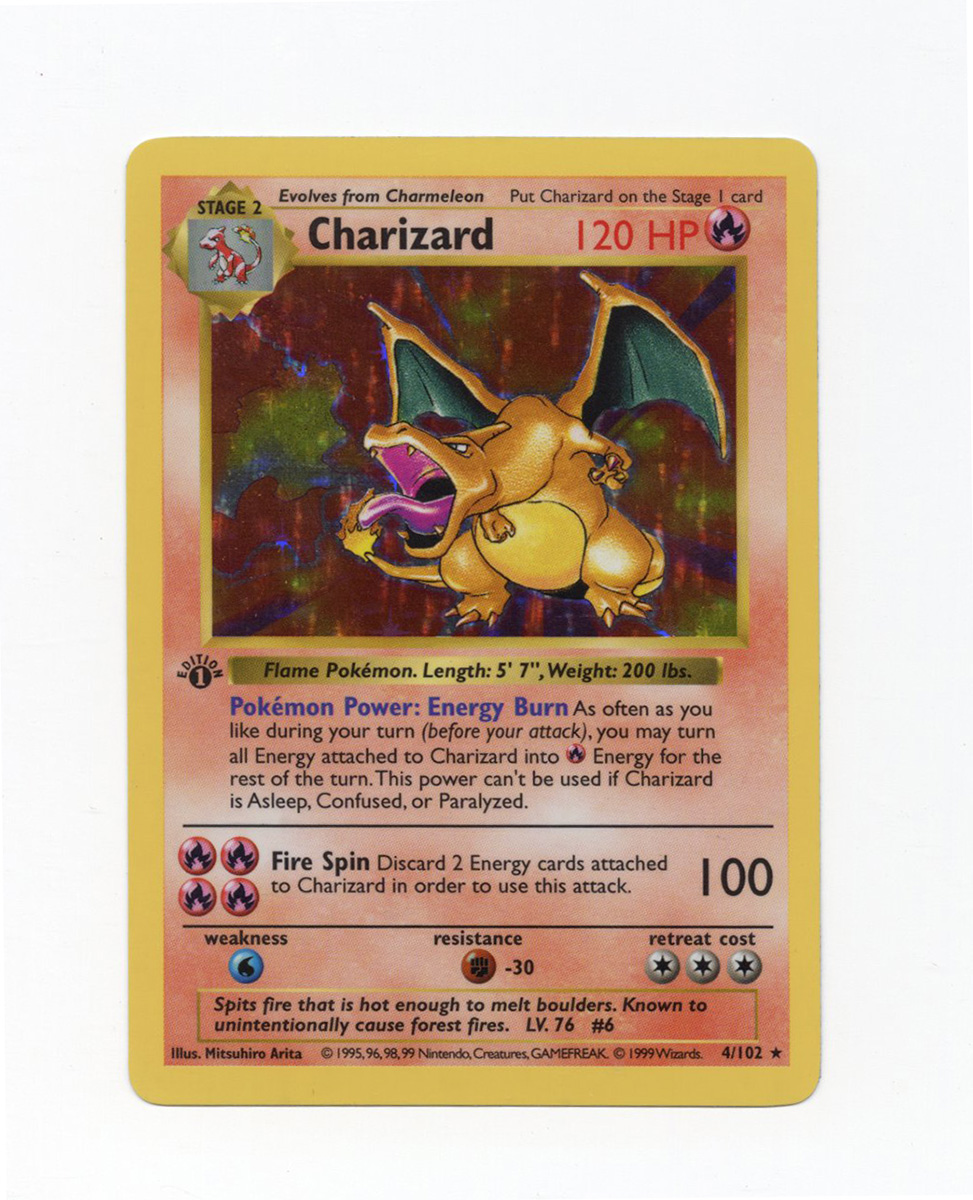 Evolves from Charmeleon Put Charizard on the Stage 1 card
STAGE 2
Charizard 120 HP
EDITION
1
Flame Pokémon. Length: 5' 7", Weight: 200 lbs.
Pokémon Power: Energy Burn As often as you
like during your turn (before your attack), you may turn
all Energy attached to Charizard into Energy for the
rest of the turn. This power can't be used if Charizard
is Asleep, Confused, or Paralyzed.
Fire Spin Discard 2 Energy cards attached
to Charizard in order to use this attack.
100
weakness resistance retreat cost
-30
Spits fire that is hot enough to melt boulders. Known to
unintentionally cause forest fires. LV. 76 #6
Illus. Mitsuhiro Arita © 1995, 96, 98, 99 Nintendo, Creatures, GAMEFREAK. © 1999 Wizards. 4/102 ★